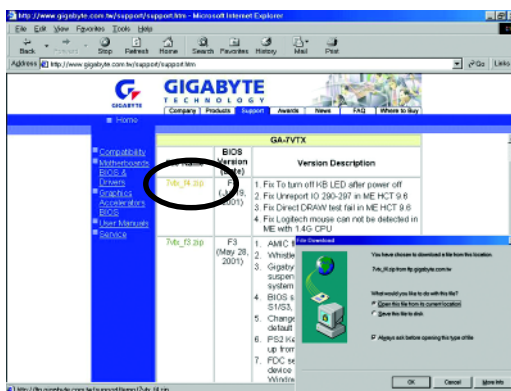 http://www.gigabyte.com.tw/support/support.htm - Microsoft Internet Explorer
File Edit View Favorites Tools Help
Back Stop Refresh Home Search Favorites History Mail Print
Address http://www.gigabyte.com.tw/support/support.htm Go Links
GIGABYTE
TECHNOLOGY
GIGABYTE
Company Products Support Awards News FAQ Where to Buy
Home
GA-7VTX
Compatibility
Motherboards
BIOS &
Drivers
Graphics
Accelerators
BIOS
User Manuals
Service
BIOS
Version
(Date)
Version Description
2001)
1. Fix To turn off KB LED after power off
2. Fix Unreport IO 290-297 in ME HCT 9.6
3. Fix Direct DRAW test fail in ME HCT 9.6
4. Fix Logitech mouse can not be detected in
ME with 1.4G CPU
7vtx_f3.zip
F3
(May 28,
2001)
1. AMIC
2. Whistle
3. Gigaby
suspen
system
4. BIOS s
S1/S3,
5. Change
default
6. PS2 Ke
up from
7. FDC se
device
Window
File Download
You have chosen to download a file from this location.
7vtx_f4.zip from ftp.gigabyte.com.tw
What would you like to do with this file?
Open this file from its current location
Save this file to disk
Always ask before opening this type of file
OK Cancel More Info